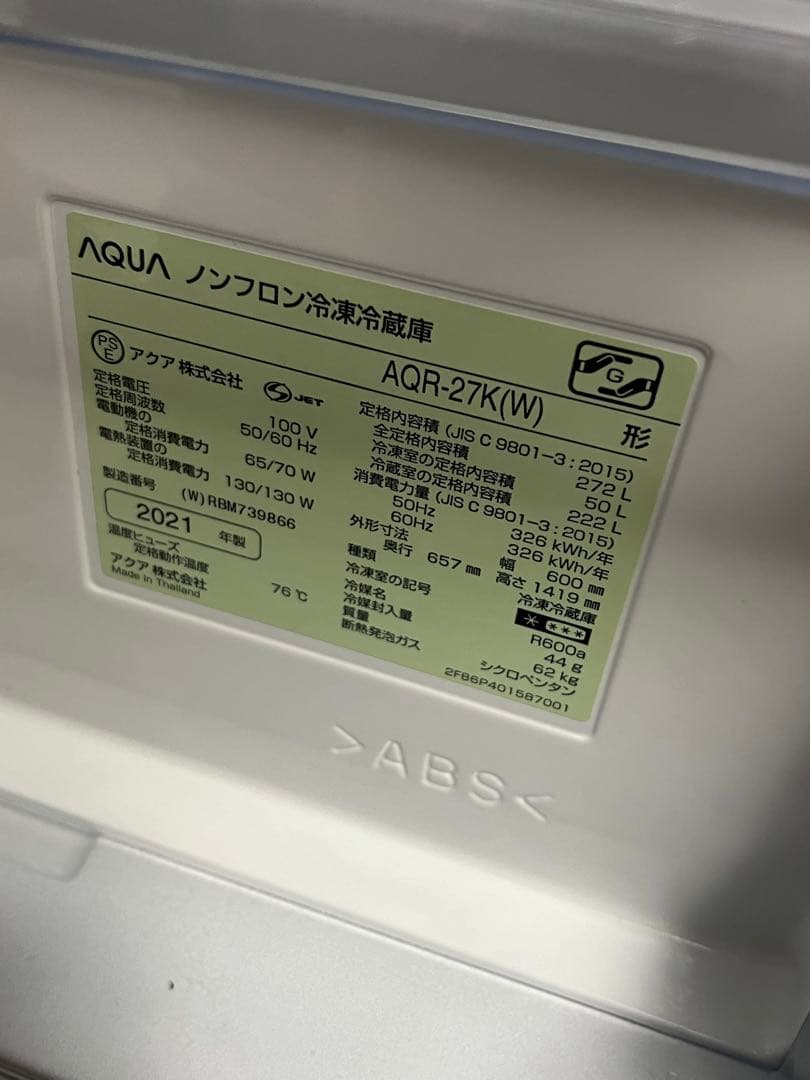 AQUA ノンフロン冷凍冷蔵庫
AQR-27K(W) 形
G
PS E アクア 株式会社 S JET
定格電圧 100 V
定格周波数 50/60 Hz
電動機の
定格消費電力 65/70 W
電熱装置の
定格消費電力 130/130 W
製造番号 (W)RBM739866
2021 年製
温度ヒューズ
定格動作温度 76 ℃
アクア 株式会社
Made in Thailand
定格内容積 (JIS C 9801-3 : 2015)
全定格内容積 272 L
冷凍室の定格内容積 50 L
冷蔵室の定格内容積 222 L
消費電力量 (JIS C 9801-3 : 2015)
50Hz 326 kWh/年
60Hz 326 kWh/年
外形寸法 幅 600 ㎜
奥行 657 ㎜ 高さ 1419 ㎜
種類 冷凍冷蔵庫
冷凍室の記号 * ***
冷媒名 R600a
冷媒封入量 44 g
質量 62 kg
断熱発泡ガス シクロペンタン
2FB6P401587001
>ABS<